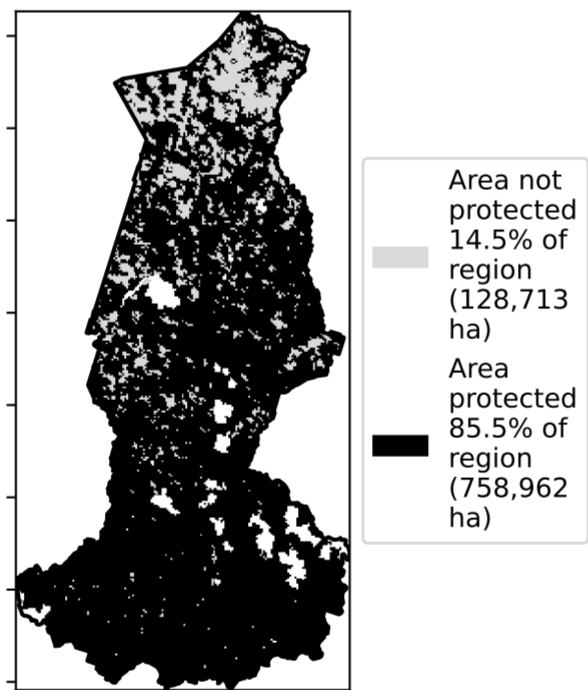 Area not
protected
14.5% of
region
(128,713
ha)
Area
protected
85.5% of
region
(758,962
ha)